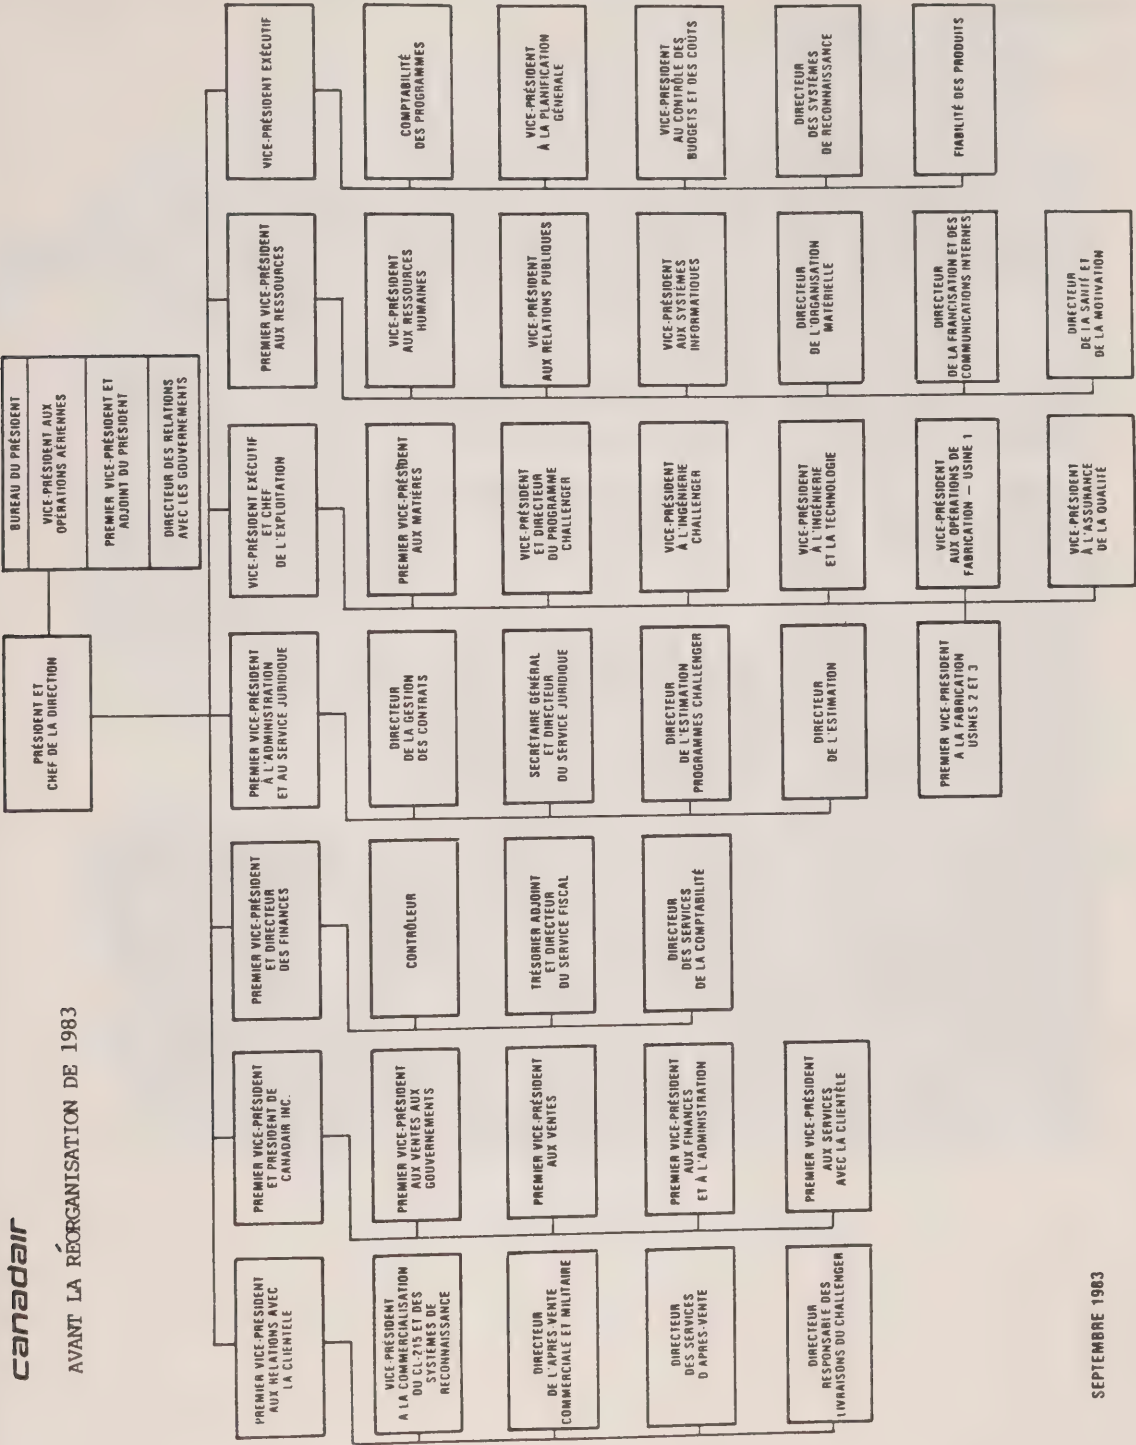 canadair
AVANT LA RÉORGANISATION DE 1983
PRÉSIDENT ET
CHEF DE LA DIRECTION
BUREAU DU PRÉSIDENT
VICE-PRÉSIDENT AUX
OPÉRATIONS AÉRIENNES
PREMIER VICE-PRÉSIDENT ET
ADJOINT DU PRÉSIDENT
DIRECTEUR DES RELATIONS
AVEC LES GOUVERNEMENTS
PREMIER VICE-PRÉSIDENT
AUX RELATIONS AVEC
LA CLIENTÈLE
VICE-PRÉSIDENT
A LA COMMERCIALISATION
DU CL-215 ET DES
SYSTÈMES DE
RECONNAISSANCE
DIRECTEUR
DE L'APRÈS-VENTE
COMMERCIALE ET MILITAIRE
DIRECTEUR
DES SERVICES
D'APRÈS-VENTE
DIRECTEUR
RESPONSABLE DES
LIVRAISONS DU CHALLENGER
PREMIER VICE-PRÉSIDENT
ET PRÉSIDENT DE
CANADAIR INC.
PREMIER VICE-PRÉSIDENT
AUX VENTES AUX
GOUVERNEMENTS
PREMIER VICE-PRÉSIDENT
AUX VENTES
PREMIER VICE-PRÉSIDENT
AUX FINANCES
ET À L'ADMINISTRATION
PREMIER VICE-PRÉSIDENT
AUX SERVICES
AVEC LA CLIENTÈLE
PREMIER VICE-PRÉSIDENT
ET DIRECTEUR
DES FINANCES
CONTRÔLEUR
TRÉSORIER ADJOINT
ET DIRECTEUR
DU SERVICE FISCAL
DIRECTEUR
DES SERVICES
DE LA COMPTABILITÉ
PREMIER VICE-PRÉSIDENT
À L'ADMINISTRATION
ET AU SERVICE JURIDIQUE
DIRECTEUR
DE LA GESTION
DES CONTRATS
SECRÉTAIRE GÉNÉRAL
ET DIRECTEUR
DU SERVICE JURIDIQUE
DIRECTEUR
DE L'ESTIMATION
PROGRAMMES CHALLENGER
DIRECTEUR
DE L'ESTIMATION
VICE-PRÉSIDENT EXÉCUTIF
ET CHEF
DE L'EXPLOITATION
PREMIER VICE-PRÉSIDENT
AUX MATIÈRES
VICE-PRÉSIDENT
ET DIRECTEUR
DU PROGRAMME
CHALLENGER
VICE-PRÉSIDENT
À L'INGÉNIERIE
CHALLENGER
VICE-PRÉSIDENT
À L'INGÉNIERIE
ET LA TECHNOLOGIE
PREMIER VICE-PRESIDENT
A LA FABRICATION
USINES 2 ET 3
VICE-PRÉSIDENT
AUX OPÉRATIONS DE
FABRICATION — USINE 1
VICE-PRÉSIDENT
À L'ASSURANCE
DE LA QUALITÉ
PREMIER VICE-PRÉSIDENT
AUX RESSOURCES
VICE-PRÉSIDENT
AUX RESSOURCES
HUMAINES
VICE-PRÉSIDENT
AUX RELATIONS PUBLIQUES
VICE-PRÉSIDENT
AUX SYSTÈMES
INFORMATIQUES
DIRECTEUR
DE L'ORGANISATION
MATÉRIELLE
DIRECTEUR
DE LA FRANCISATION ET DES
COMMUNICATIONS INTERNES
DIRECTEUR
DE LA SANTÉ ET
DE LA MOTIVATION
VICE-PRÉSIDENT EXÉCUTIF
COMPTABILITÉ
DES PROGRAMMES
VICE-PRÉSIDENT
À LA PLANIFICATION
GÉNÉRALE
VICE-PRESIDENT
AU CONTRÔLE DES
BUDGETS ET DES COÛTS
DIRECTEUR
DES SYSTÈMES
DE RECONNAISSANCE
FIABILITÉ DES PRODUITS
SEPTEMBRE 1983